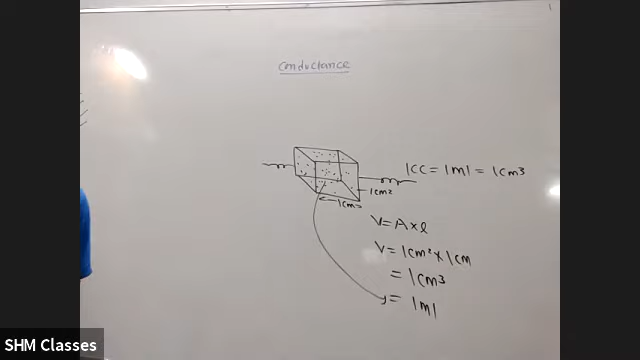 Conductance
1CC = 1ml = 1cm3
1cm2
1cm
V = A x l
V = 1cm2 x 1cm
= 1cm3
= 1ml
SHM Classes